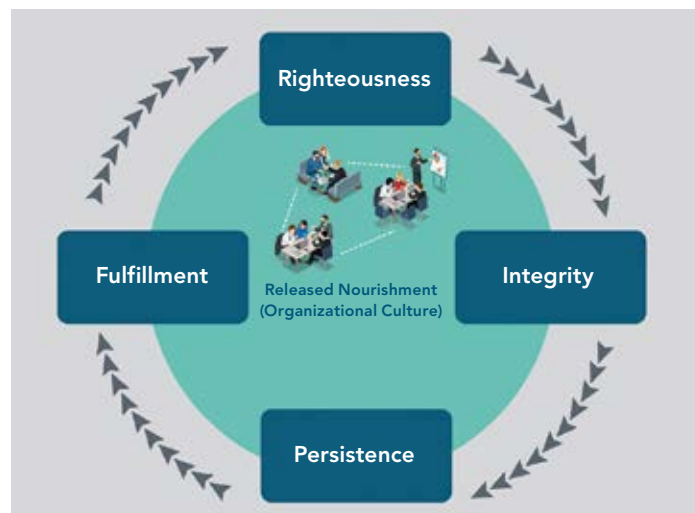 Righteousness
Fulfillment
Integrity
Released Nourishment
(Organizational Culture)
Persistence